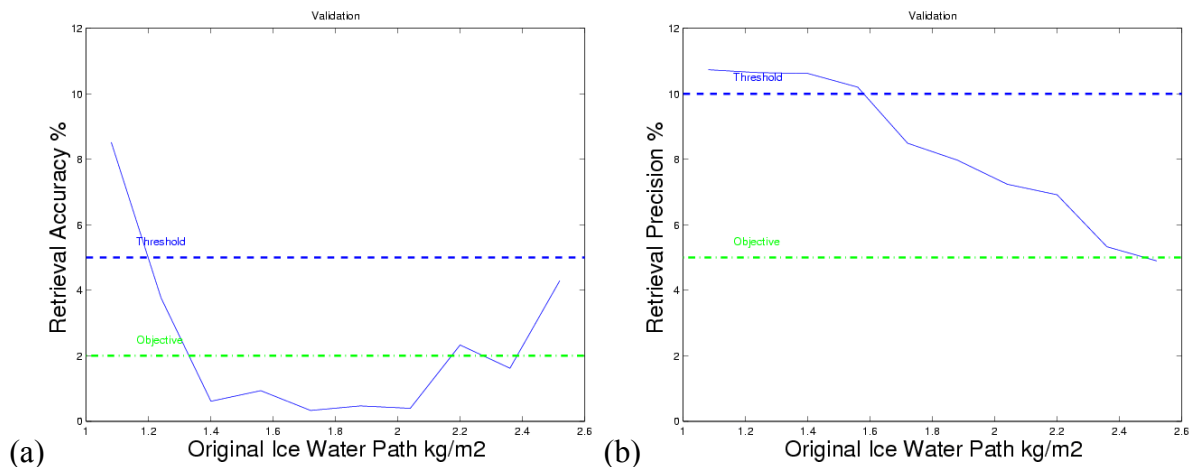 Validation
12
10
8
6
4
2
0
Retrieval Accuracy %
Threshold
Objective
1
1.2
1.4
1.6
1.8
2
2.2
2.4
2.6
Original Ice Water Path kg/m2
(a)
Validation
12
10
8
6
4
2
0
Retrieval Precision %
Threshold
Objective
1
1.2
1.4
1.6
1.8
2
2.2
2.4
2.6
Original Ice Water Path kg/m2
(b)